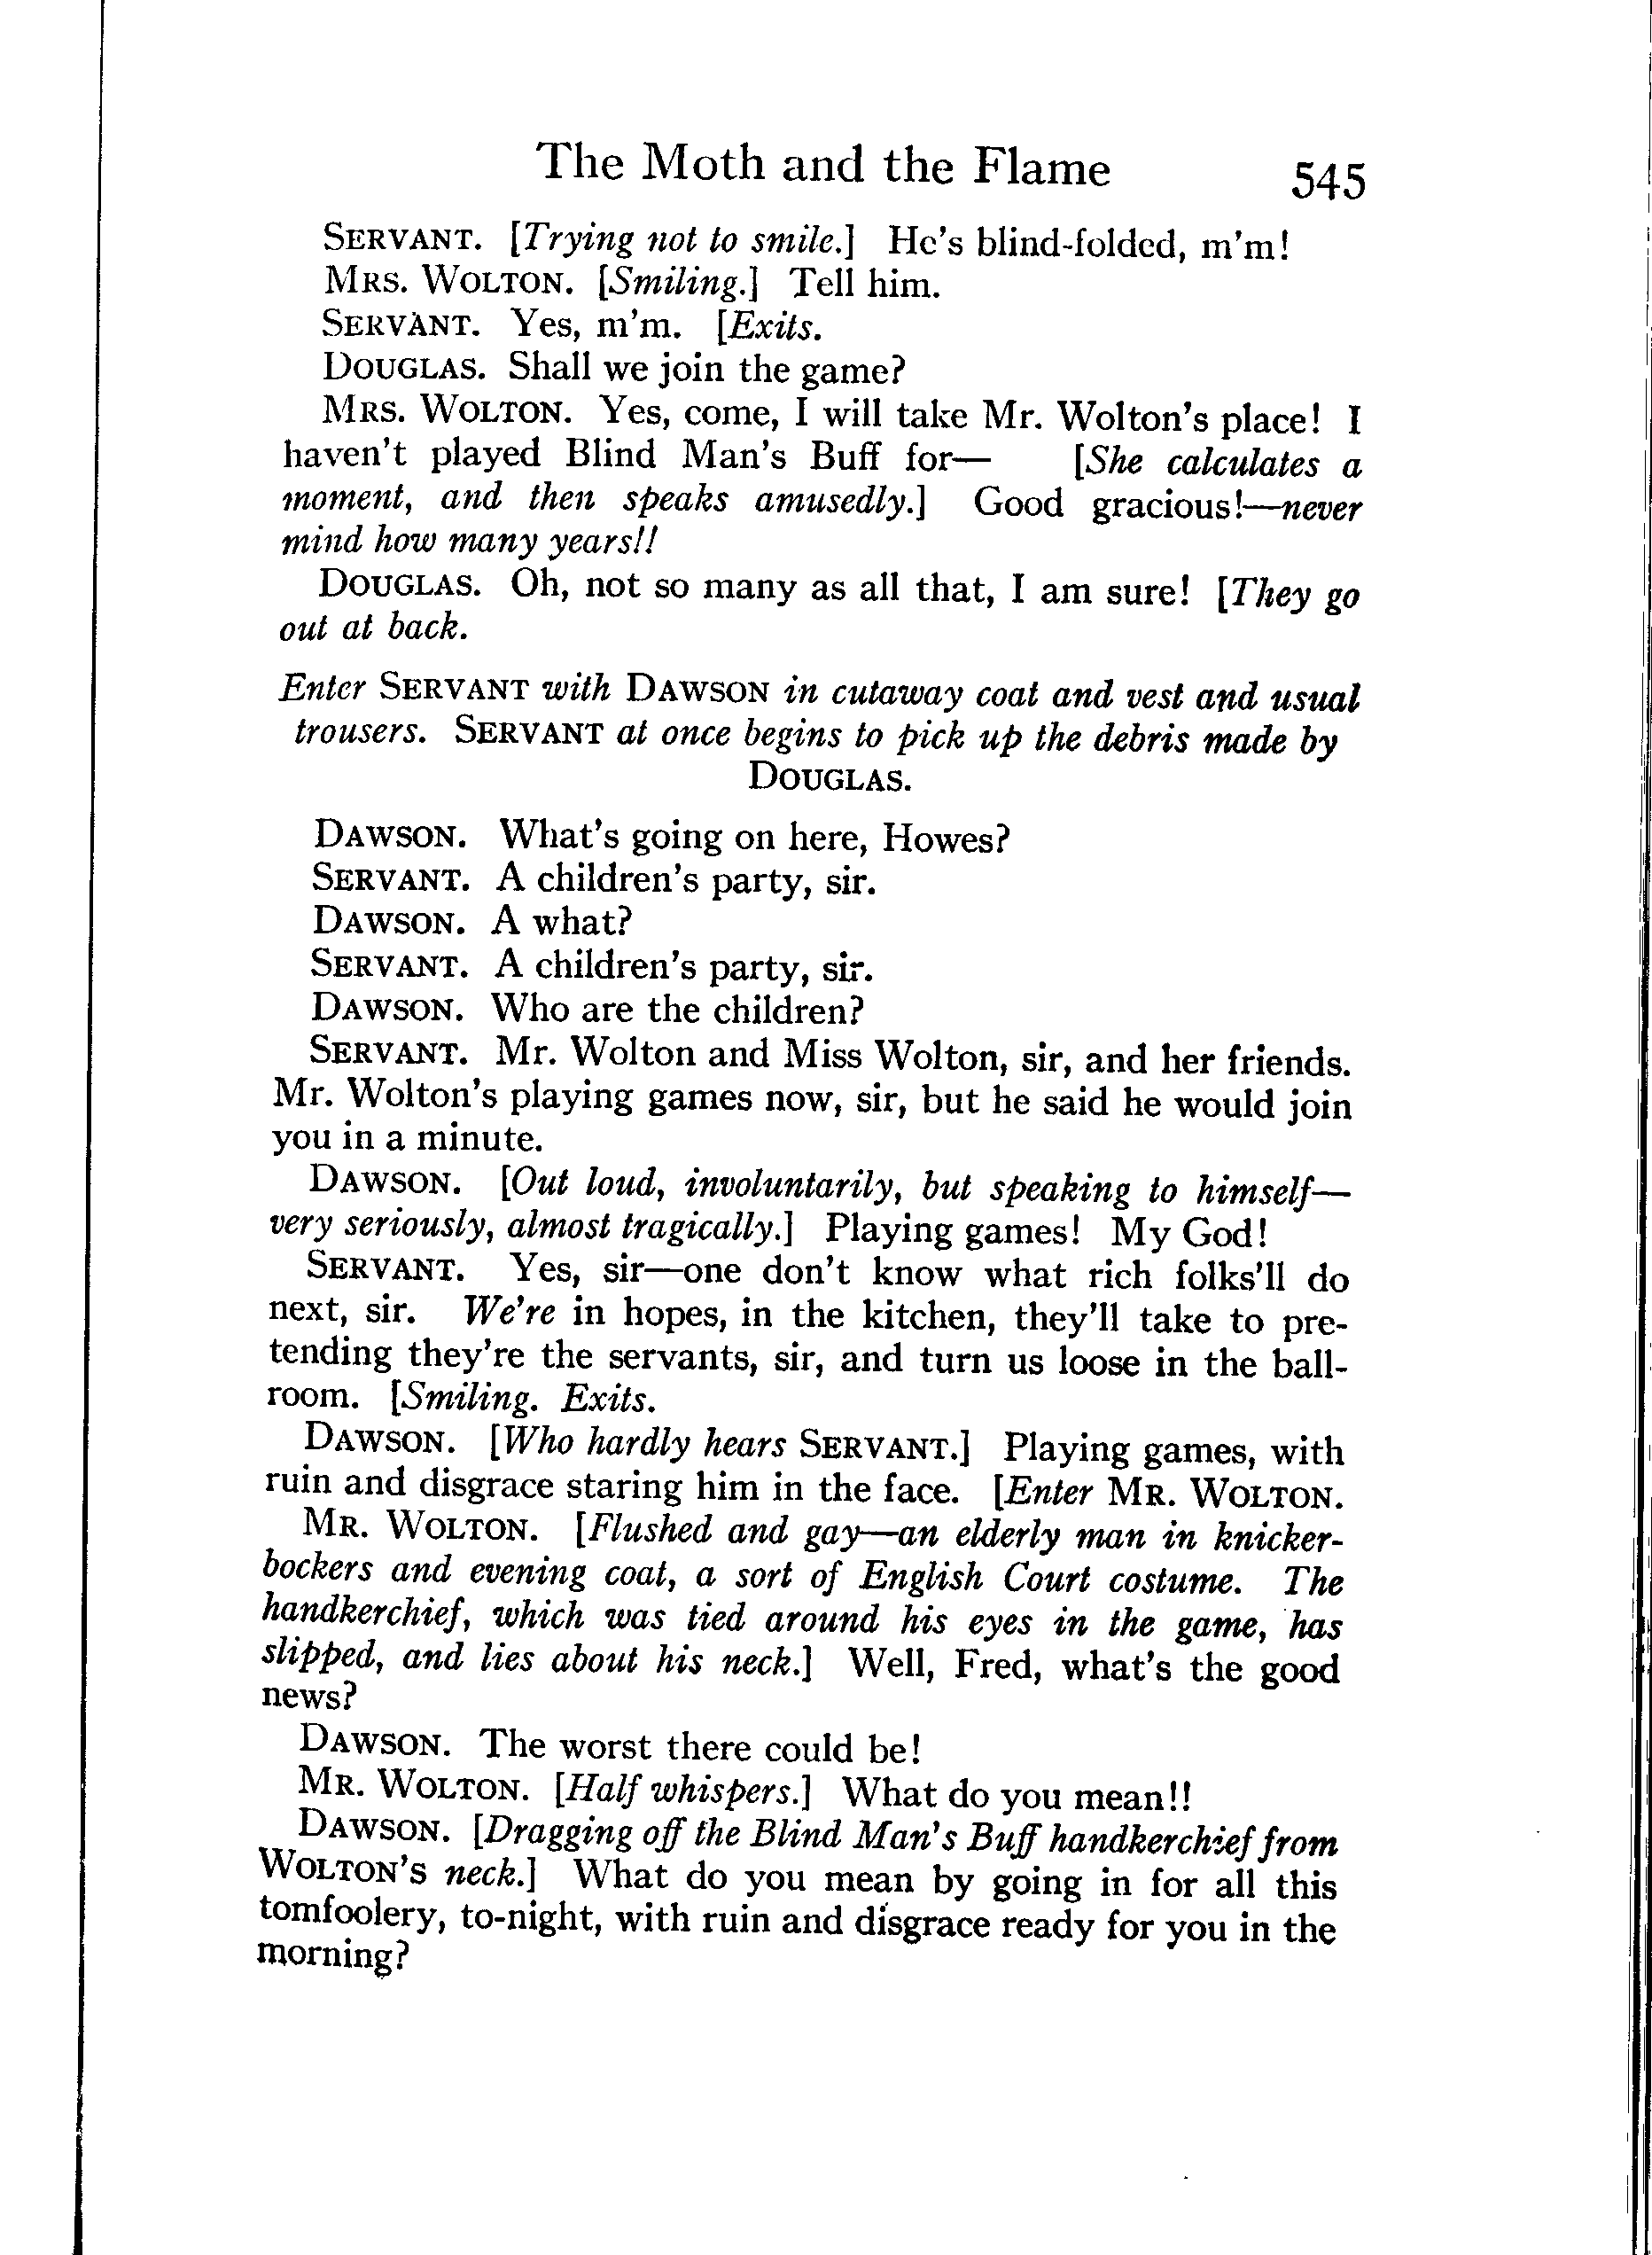 The Moth and the Flame 545
SERVANT. [Trying not to smile.] He's blind-folded, m'm!
MRS. WOLTON. [Smiling.] Tell him.
SERVANT. Yes, m'm. [Exits.
DOUGLAS. Shall we join the game?
MRS. WOLTON. Yes, come, I will take Mr. Wolton's place! I
haven't played Blind Man's Buff for— [She calculates a
moment, and then speaks amusedly.] Good gracious!—never
mind how many years!!
DOUGLAS. Oh, not so many as all that, I am sure! [They go
out at back.
Enter SERVANT with DAWSON in cutaway coat and vest and usual
trousers. SERVANT at once begins to pick up the debris made by
DOUGLAS.
DAWSON. What's going on here, Howes?
SERVANT. A children's party, sir.
DAWSON. A what?
SERVANT. A children's party, sir.
DAWSON. Who are the children?
SERVANT. Mr. Wolton and Miss Wolton, sir, and her friends.
Mr. Wolton's playing games now, sir, but he said he would join
you in a minute.
DAWSON. [Out loud, involuntarily, but speaking to himself—
very seriously, almost tragically.] Playing games! My God!
SERVANT. Yes, sir—one don't know what rich folks'll do
next, sir. We're in hopes, in the kitchen, they'll take to pre-
tending they're the servants, sir, and turn us loose in the ball-
room. [Smiling. Exits.
DAWSON. [Who hardly hears SERVANT.] Playing games, with
ruin and disgrace staring him in the face. [Enter MR. WOLTON.
MR. WOLTON. [Flushed and gay—an elderly man in knicker-
bockers and evening coat, a sort of English Court costume. The
handkerchief, which was tied around his eyes in the game, has
slipped, and lies about his neck.] Well, Fred, what's the good
news?
DAWSON. The worst there could be!
MR. WOLTON. [Half whispers.] What do you mean!!
DAWSON. [Dragging off the Blind Man's Buff handkerchief from
WOLTON'S neck.] What do you mean by going in for all this
tomfoolery, to-night, with ruin and disgrace ready for you in the
morning?